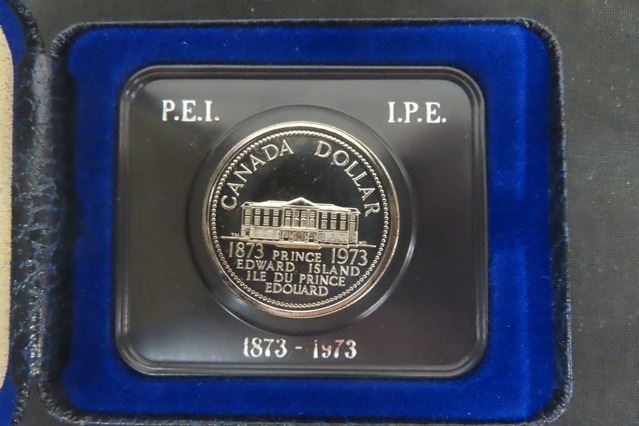 P.E.I. I.P.E.
CANADA DOLLAR
1873 PRINCE 1973
EDWARD ISLAND
ILE DU PRINCE
EDOUARD
1873 - 1973